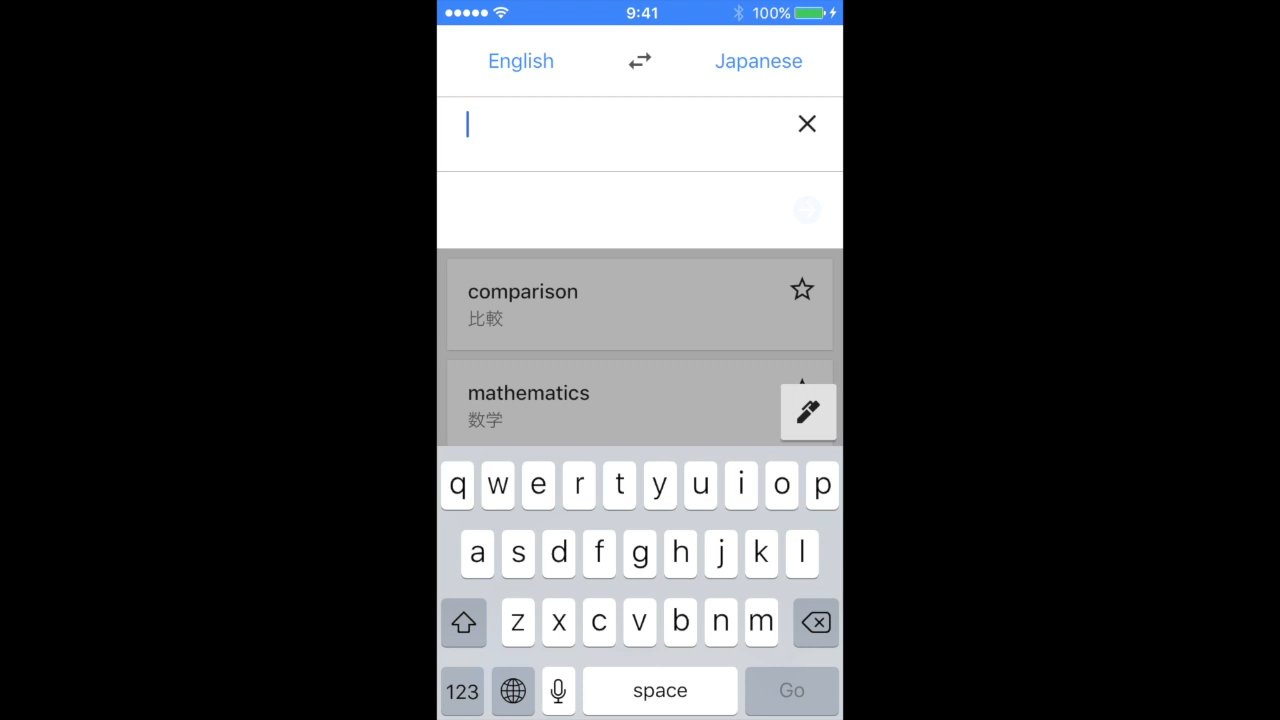 9:41 100%
English Japanese
comparison
比較
mathematics
数学
q w e r t y u i o p
a s d f g h j k l
z x c v b n m
123 space Go